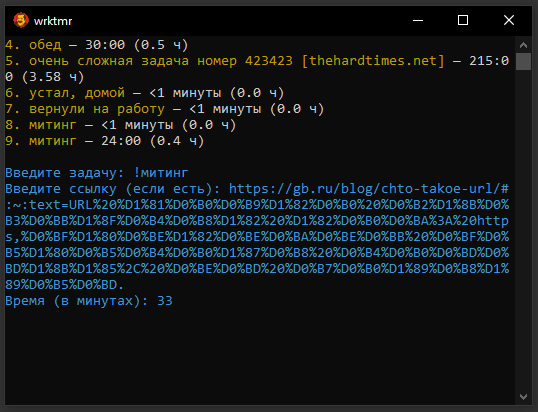 wrktmr
4. обед — 30:00 (0.5 ч)
5. очень сложная задача номер 423423 [thehardtimes.net] — 215:0
0 (3.58 ч)
6. устал, домой — <1 минуты (0.0 ч)
7. вернули на работу — <1 минуты (0.0 ч)
8. митинг — <1 минуты (0.0 ч)
9. митинг — 24:00 (0.4 ч)
Введите задачу: !митинг
Введите ссылку (если есть): https://gb.ru/blog/chto-takoe-url/#
:~:text=URL%20%D1%81%D0%B0%D0%B9%D1%82%D0%B0%20%D0%B2%D1%8B%D0%
B3%D0%BB%D1%8F%D0%B4%D0%B8%D1%82%20%D1%82%D0%B0%D0%BA%3A%20http
s,%D0%BF%D1%80%D0%BE%D1%82%D0%BE%D0%BA%D0%BE%D0%BB%20%D0%BF%D0%
B5%D1%80%D0%B5%D0%B4%D0%B0%D1%87%D0%B8%20%D0%B4%D0%B0%D0%BD%D0%
BD%D1%8B%D1%85%2C%20%D0%BE%D0%BD%20%D0%B7%D0%B0%D1%89%D0%B8%D1%
89%D0%B5%D0%BD.
Время (в минутах): 33